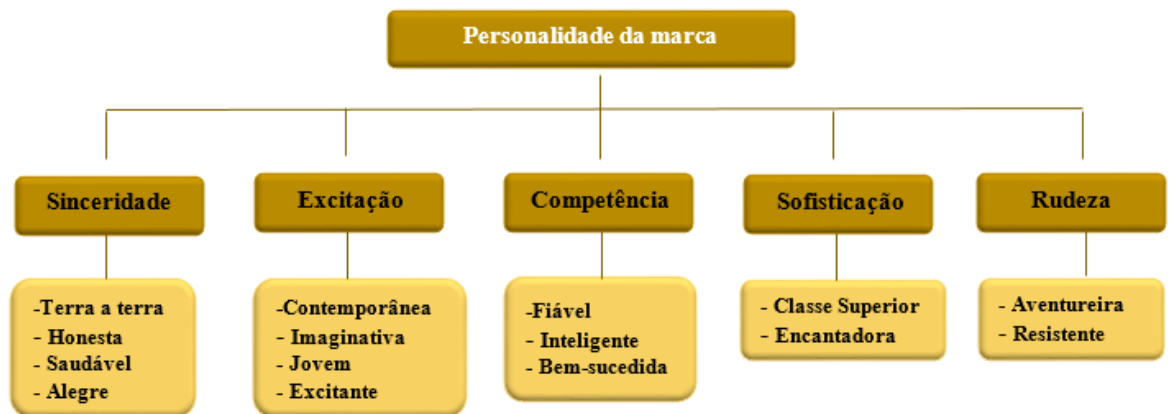 Personalidade da marca
Sinceridade
-Terra a terra
- Honesta
- Saudável
- Alegre
Excitação
-Contemporânea
- Imaginativa
- Jovem
- Excitante
Competência
-Fiável
- Inteligente
- Bem-sucedida
Sofisticação
- Classe Superior
- Encantadora
Rudeza
- Aventureira
- Resistente